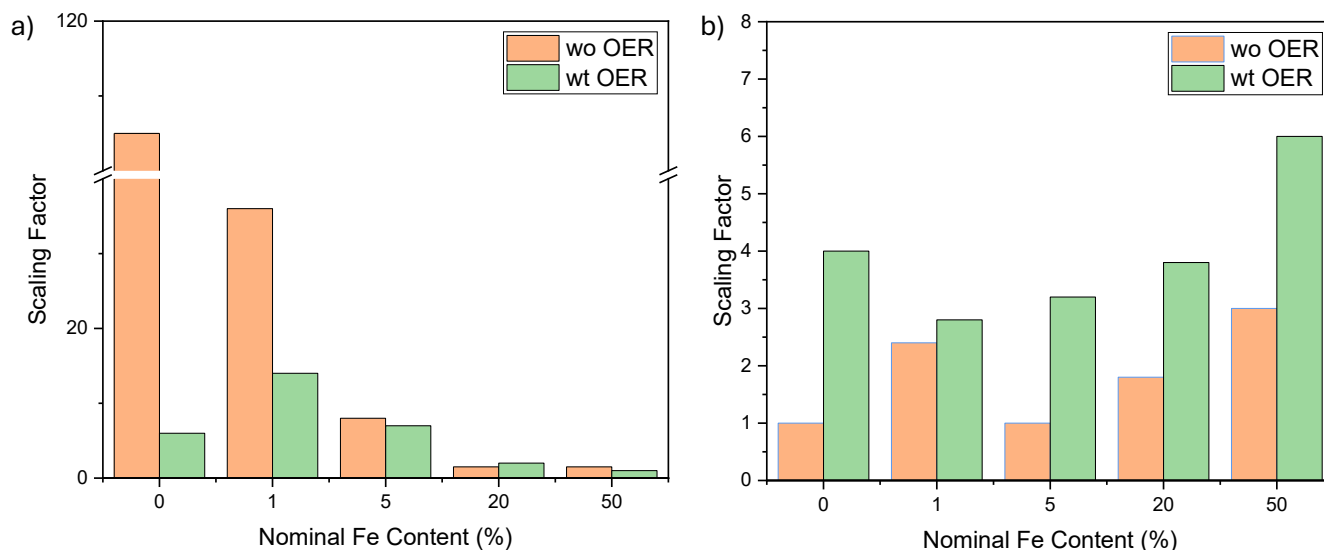 a)
120
wo OER
wt OER
Scaling Factor
20
0
0 1 5 20 50
Nominal Fe Content (%)
b)
8
wo OER
wt OER
7
6
5
Scaling Factor
4
3
2
1
0
0 1 5 20 50
Nominal Fe Content (%)